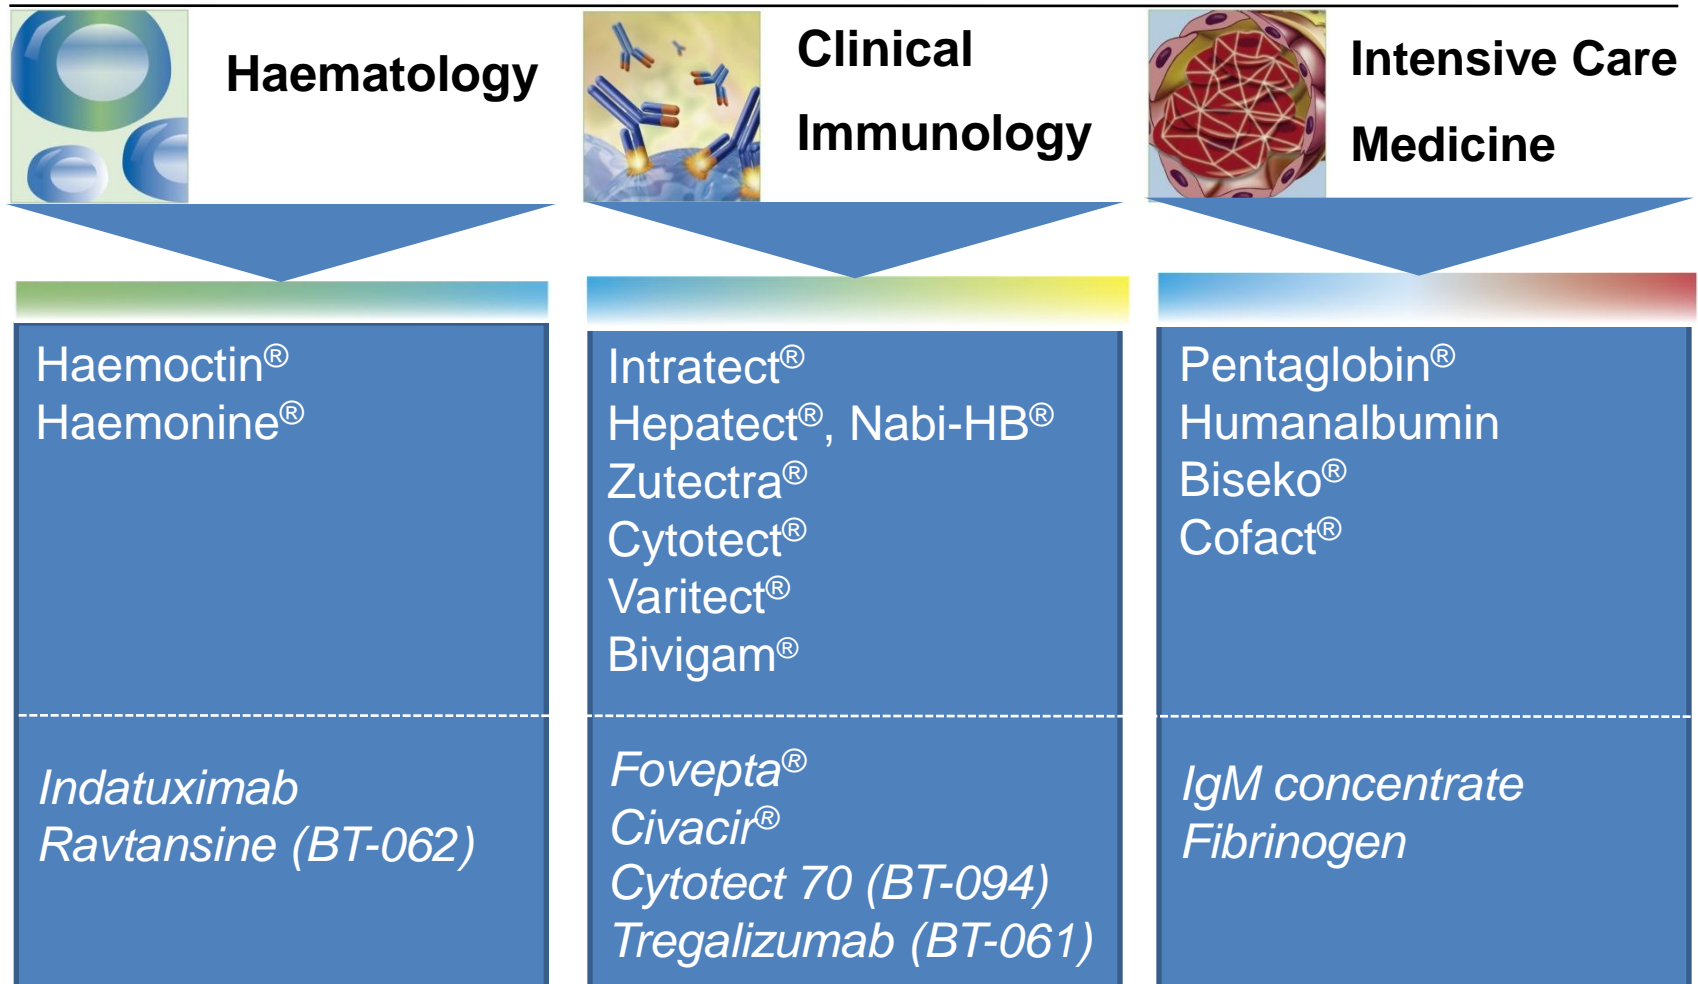 Haematology
Clinical
Immunology
Intensive Care
Medicine
Haemoctin®
Haemonine®
Intratect®
Hepatect®, Nabi-HB®
Zutectra®
Cytotect®
Varitect®
Bivigam®
Pentaglobin®
Humanalbumin
Biseko®
Cofact®
Indatuximab
Ravtansine (BT-062)
Fovepta®
Civacir®
Cytotect 70 (BT-094)
Tregalizumab (BT-061)
IgM concentrate
Fibrinogen